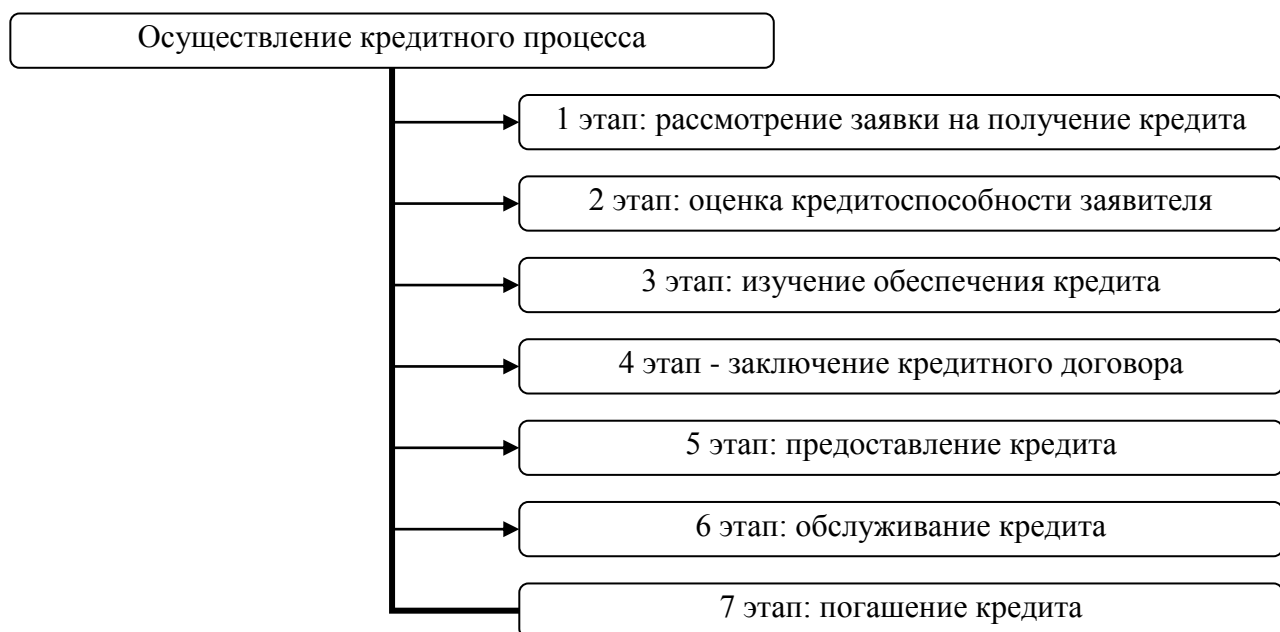 Осуществление кредитного процесса
1 этап: рассмотрение заявки на получение кредита
2 этап: оценка кредитоспособности заявителя
3 этап: изучение обеспечения кредита
4 этап - заключение кредитного договора
5 этап: предоставление кредита
6 этап: обслуживание кредита
7 этап: погашение кредита